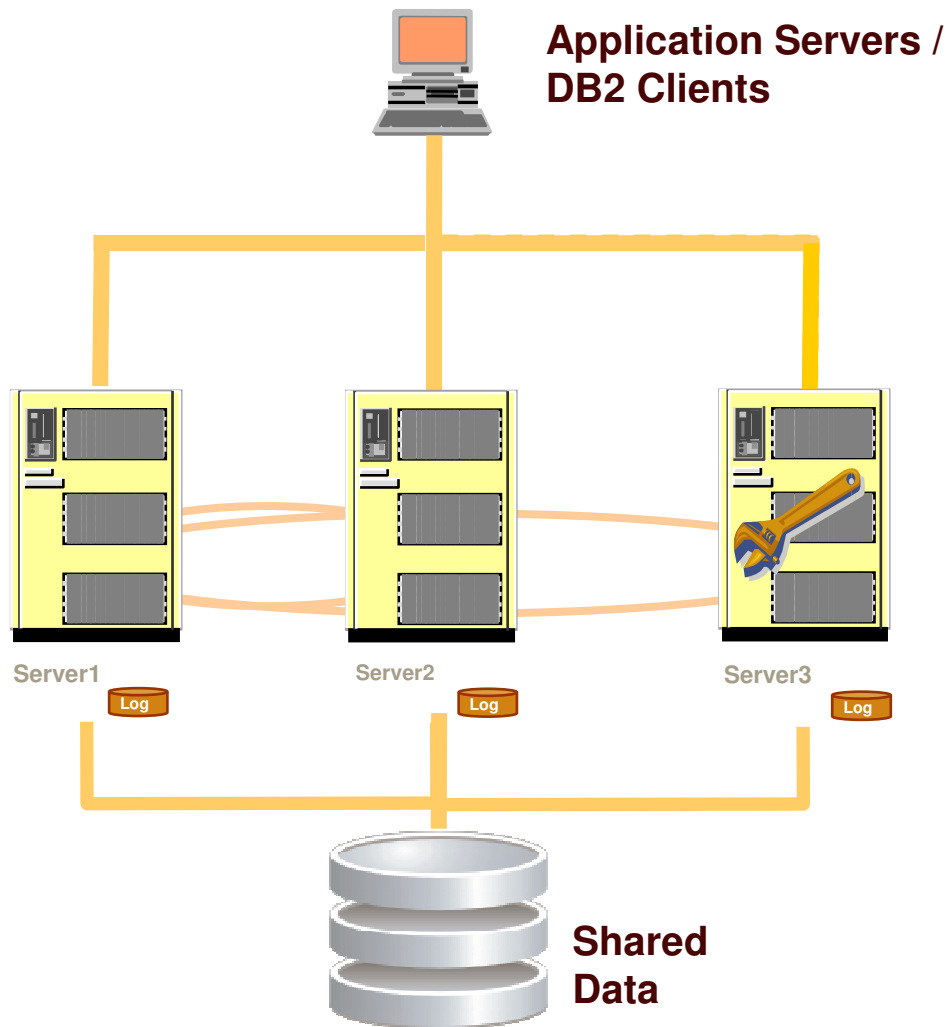 Application Servers /
DB2 Clients
Server1
Server2
Server3
Log
Log
Log
Shared
Data